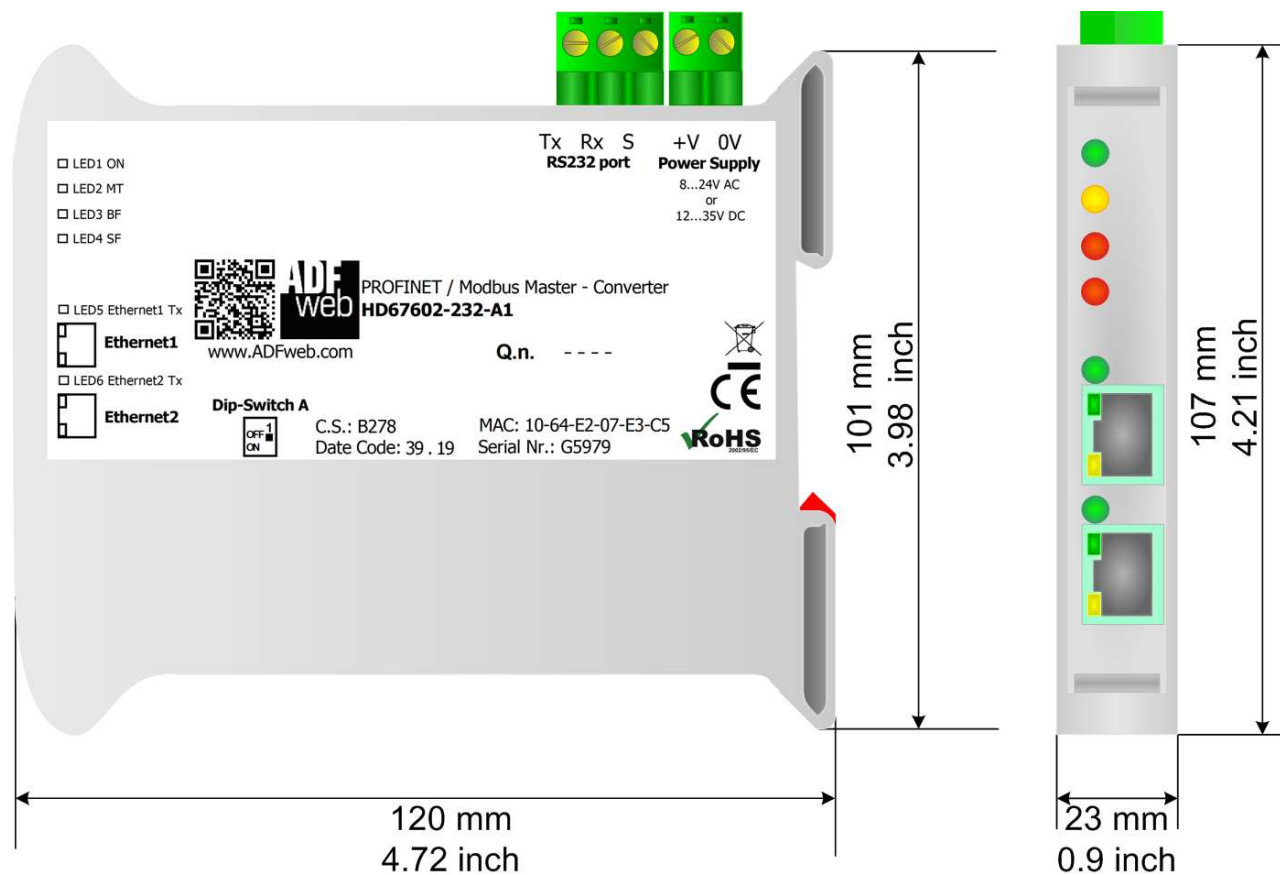 Tx Rx S +V 0V
RS232 port Power Supply
8...24V AC
or
12...35V DC
LED1 ON
LED2 MT
LED3 BF
LED4 SF
ADF
web
PROFINET / Modbus Master - Converter
HD67602-232-A1
www.ADFweb.com
Q.n. ----
LED5 Ethernet1 Tx
Ethernet1
LED6 Ethernet2 Tx
Ethernet2
Dip-Switch A
OFF 1
ON
C.S.: B278
Date Code: 39 . 19
MAC: 10-64-E2-07-E3-C5
Serial Nr.: G5979
CE
RoHS
2002/95/EC
101 mm
3.98 inch
107 mm
4.21 inch
120 mm
4.72 inch
23 mm
0.9 inch